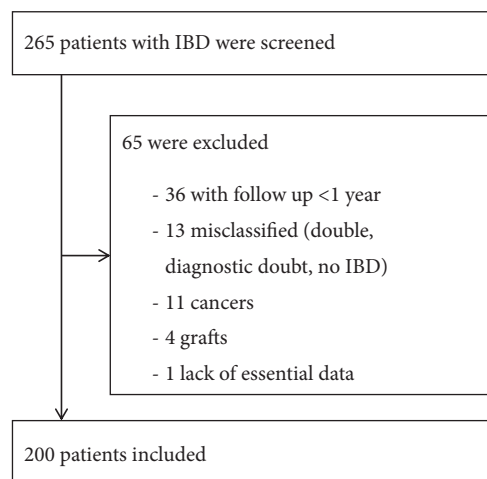 265 patients with IBD were screened
65 were excluded
- 36 with follow up <1 year
- 13 misclassified (double,
diagnostic doubt, no IBD)
- 11 cancers
- 4 grafts
- 1 lack of essential data
200 patients included